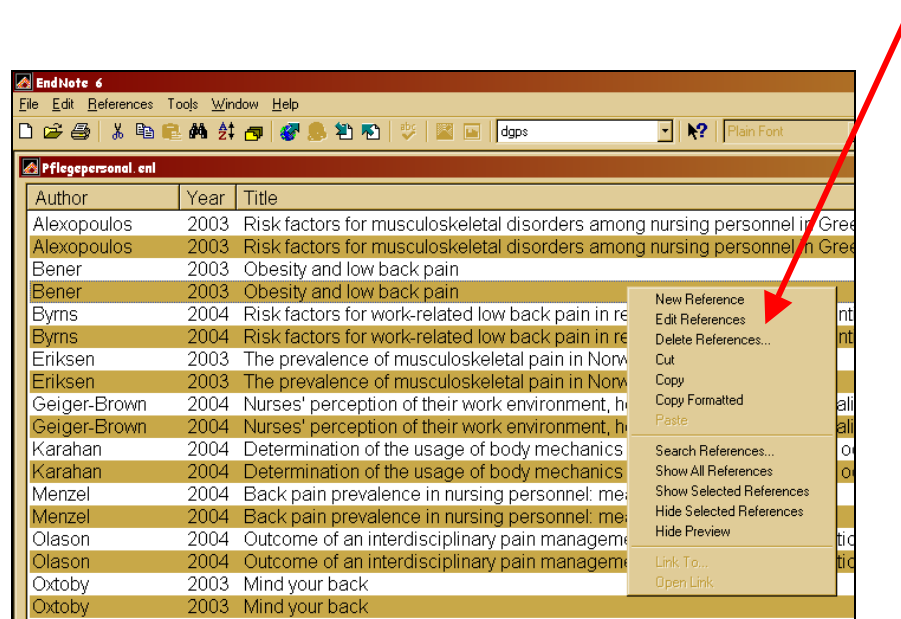 EndNote 6
File Edit References Tools Window Help
dgps Plain Font
Pflegepersonal.enl
Author Year Title
Alexopoulos 2003 Risk factors for musculoskeletal disorders among nursing personnel in Gree
Alexopoulos 2003 Risk factors for musculoskeletal disorders among nursing personnel in Gree
Bener 2003 Obesity and low back pain
Bener 2003 Obesity and low back pain
Byrns 2004 Risk factors for work-related low back pain in re
Byrns 2004 Risk factors for work-related low back pain in re
Eriksen 2003 The prevalence of musculoskeletal pain in Norw
Eriksen 2003 The prevalence of musculoskeletal pain in Norw
Geiger-Brown 2004 Nurses' perception of their work environment, h
Geiger-Brown 2004 Nurses' perception of their work environment, h
Karahan 2004 Determination of the usage of body mechanics
Karahan 2004 Determination of the usage of body mechanics
Menzel 2004 Back pain prevalence in nursing personnel: mea
Menzel 2004 Back pain prevalence in nursing personnel: mea
Olason 2004 Outcome of an interdisciplinary pain manageme
Olason 2004 Outcome of an interdisciplinary pain manageme
Oxtoby 2003 Mind your back
Oxtoby 2003 Mind your back
New Reference
Edit References
Delete References...
Cut
Copy
Copy Formatted
Paste
Search References...
Show All References
Show Selected References
Hide Selected References
Hide Preview
Link To...
Open Link